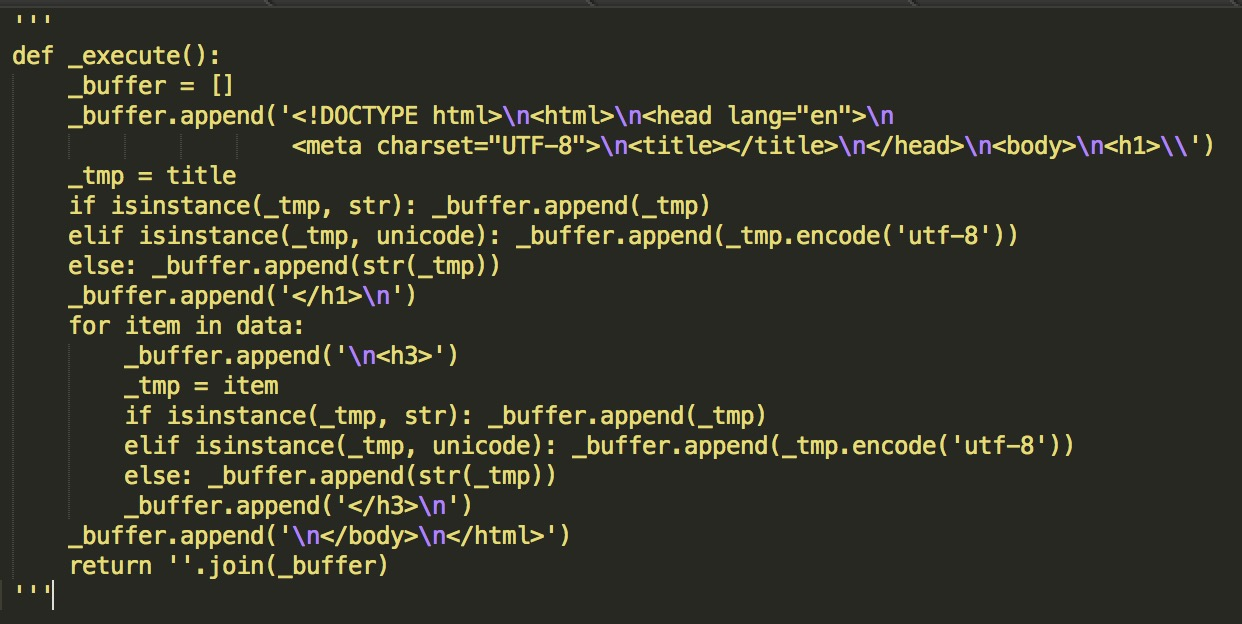 '''
def _execute():
    _buffer = []
    _buffer.append('<!DOCTYPE html>\n<html>\n<head lang="en">\n
                    <meta charset="UTF-8">\n<title></title>\n</head>\n<body>\n<h1>\\')
    _tmp = title
    if isinstance(_tmp, str): _buffer.append(_tmp)
    elif isinstance(_tmp, unicode): _buffer.append(_tmp.encode('utf-8'))
    else: _buffer.append(str(_tmp))
    _buffer.append('</h1>\n')
    for item in data:
        _buffer.append('\n<h3>')
        _tmp = item
        if isinstance(_tmp, str): _buffer.append(_tmp)
        elif isinstance(_tmp, unicode): _buffer.append(_tmp.encode('utf-8'))
        else: _buffer.append(str(_tmp))
        _buffer.append('</h3>\n')
    _buffer.append('\n</body>\n</html>')
    return ''.join(_buffer)
'''